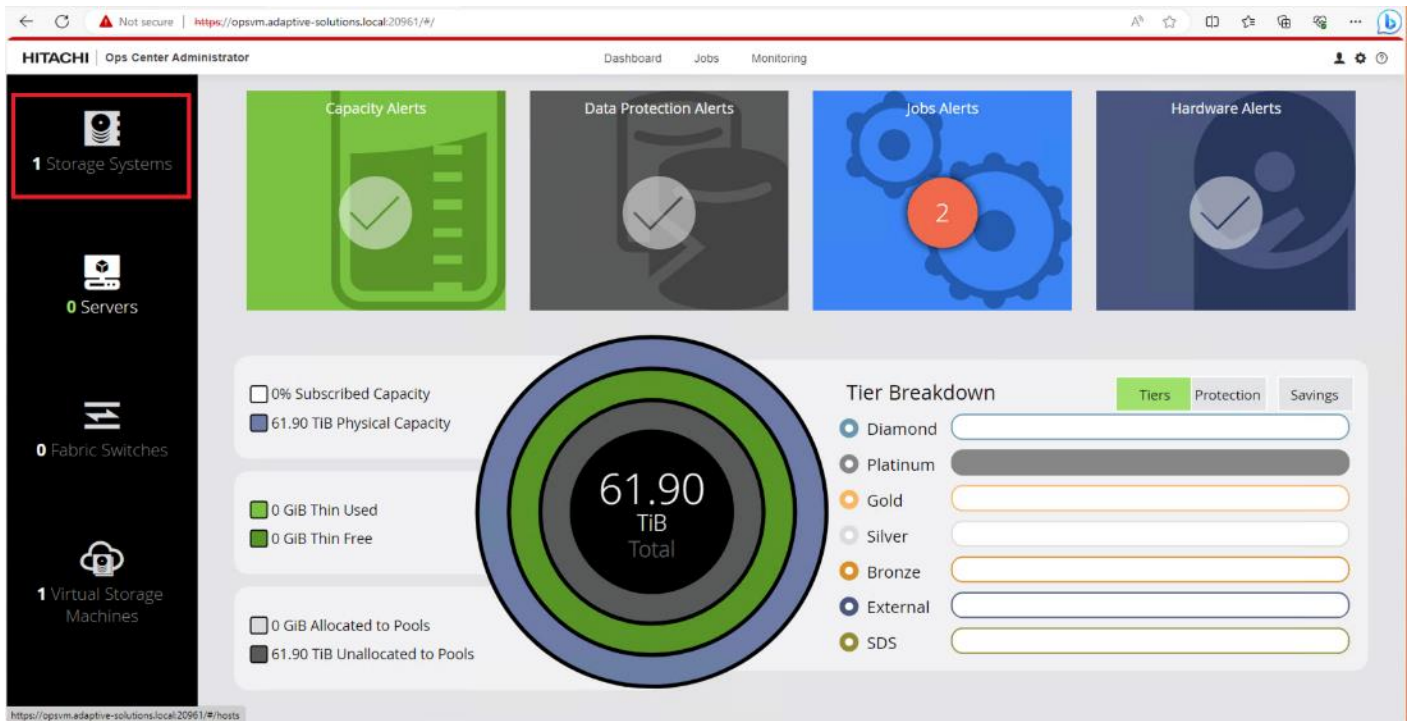 Not secure | https://opsvm.adaptive-solutions.local:20961/#/
HITACHI Ops Center Administrator
Dashboard Jobs Monitoring
1 Storage Systems
0 Servers
0 Fabric Switches
1 Virtual Storage
Machines
Capacity Alerts
Data Protection Alerts
Jobs Alerts
2
Hardware Alerts
0% Subscribed Capacity
61.90 TiB Physical Capacity
0 GiB Thin Used
0 GiB Thin Free
0 GiB Allocated to Pools
61.90 TiB Unallocated to Pools
61.90
TiB
Total
Tier Breakdown
Tiers Protection Savings
Diamond
Platinum
Gold
Silver
Bronze
External
SDS
https://opsvm.adaptive-solutions.local:20961/#/hosts